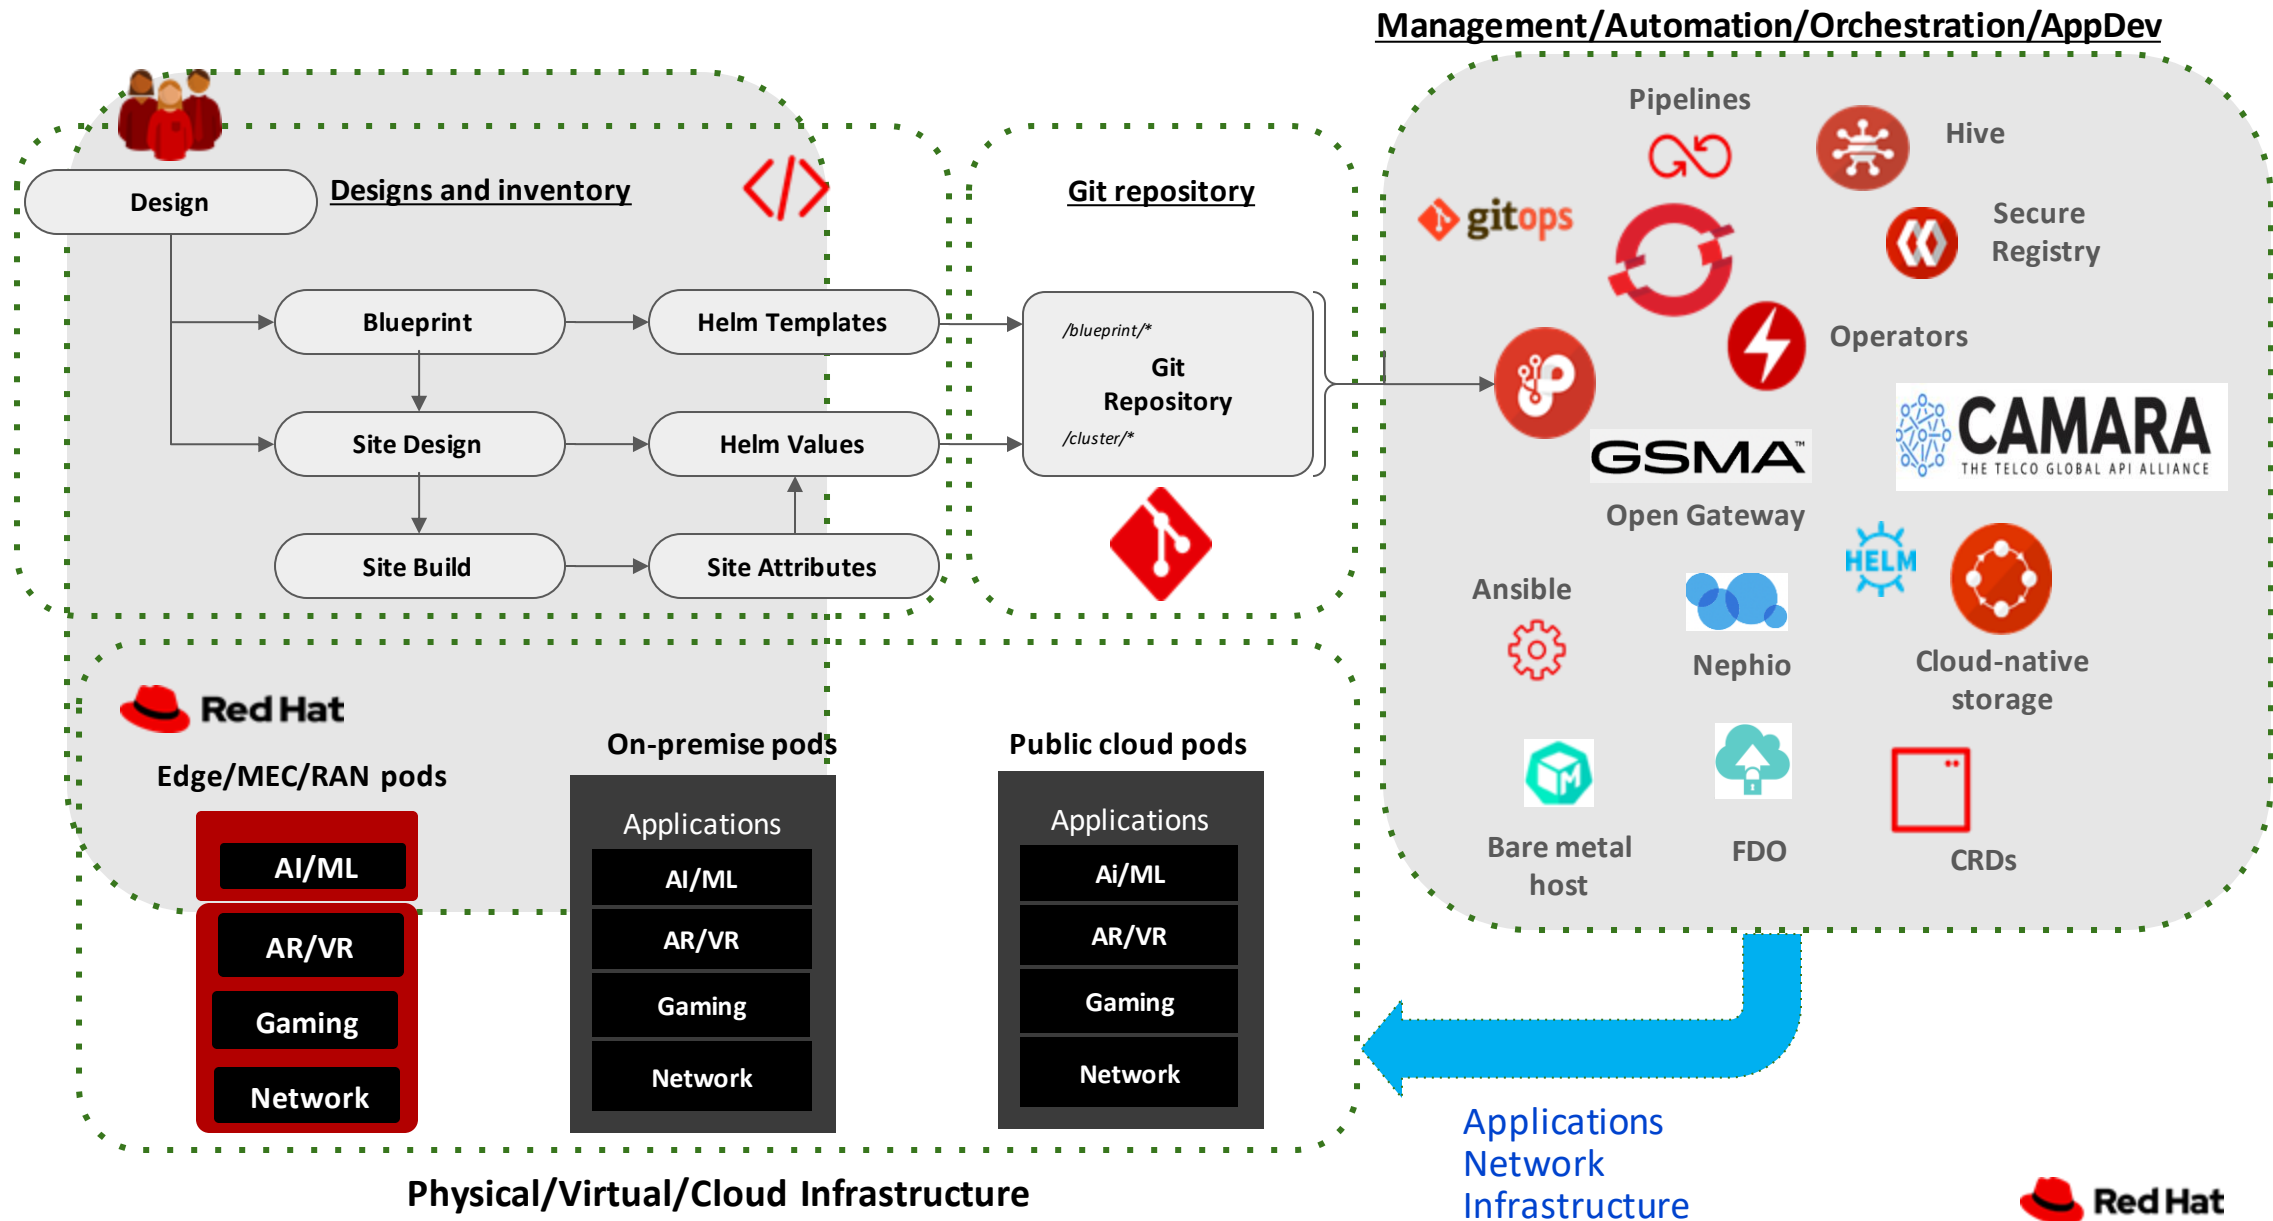 Management/Automation/Orchestration/AppDev
Design
Designs and inventory
</>
Blueprint
Helm Templates
Site Design
Helm Values
Site Build
Site Attributes
Git repository
/blueprint/*
Git
Repository
/cluster/*
Pipelines
Hive
gitops
Secure
Registry
Operators
GSMA™
Open Gateway
CAMARA
THE TELCO GLOBAL API ALLIANCE
HELM
Ansible
Nephio
Cloud-native
storage
M
Bare metal
host
FDO
CRDs
Red Hat
Edge/MEC/RAN pods
AI/ML
AR/VR
Gaming
Network
On-premise pods
Applications
AI/ML
AR/VR
Gaming
Network
Public cloud pods
Applications
Ai/ML
AR/VR
Gaming
Network
Physical/Virtual/Cloud Infrastructure
Applications
Network
Infrastructure
Red Hat